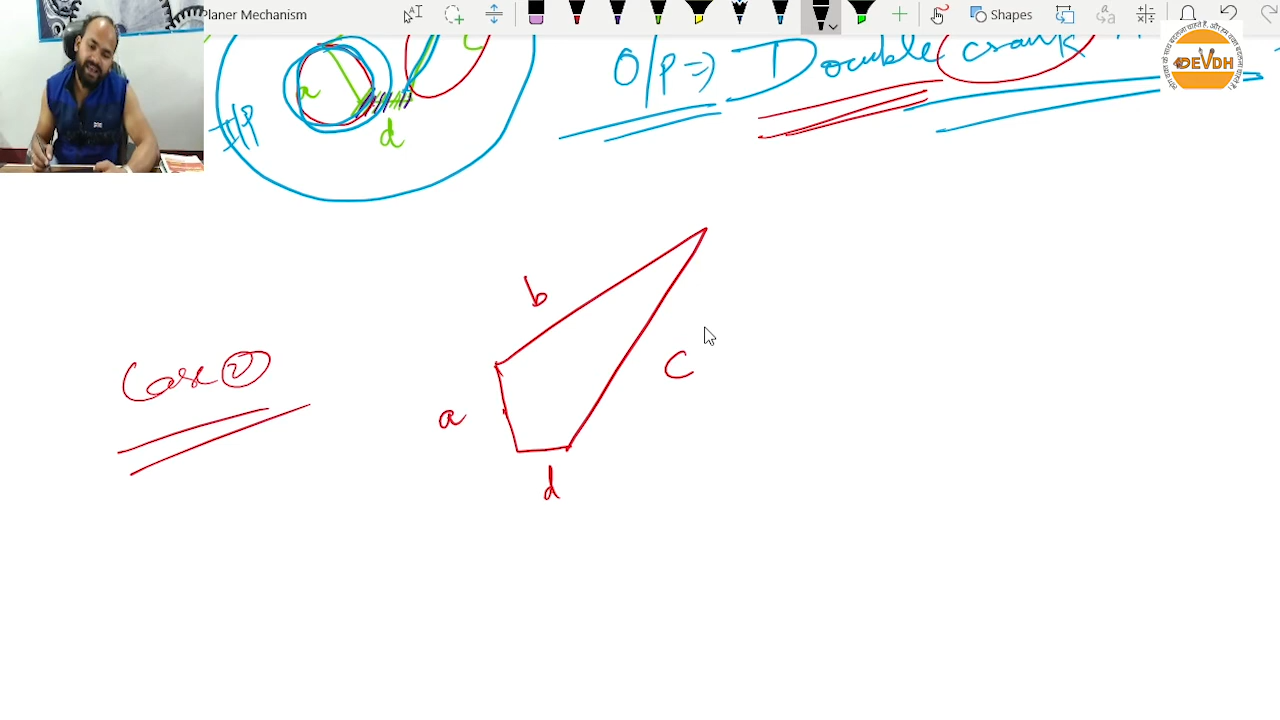 Planer Mechanism
Shapes
a
c
d
I/P
O/P => Double crank
DEVDH
b
Case ②
a
c
d